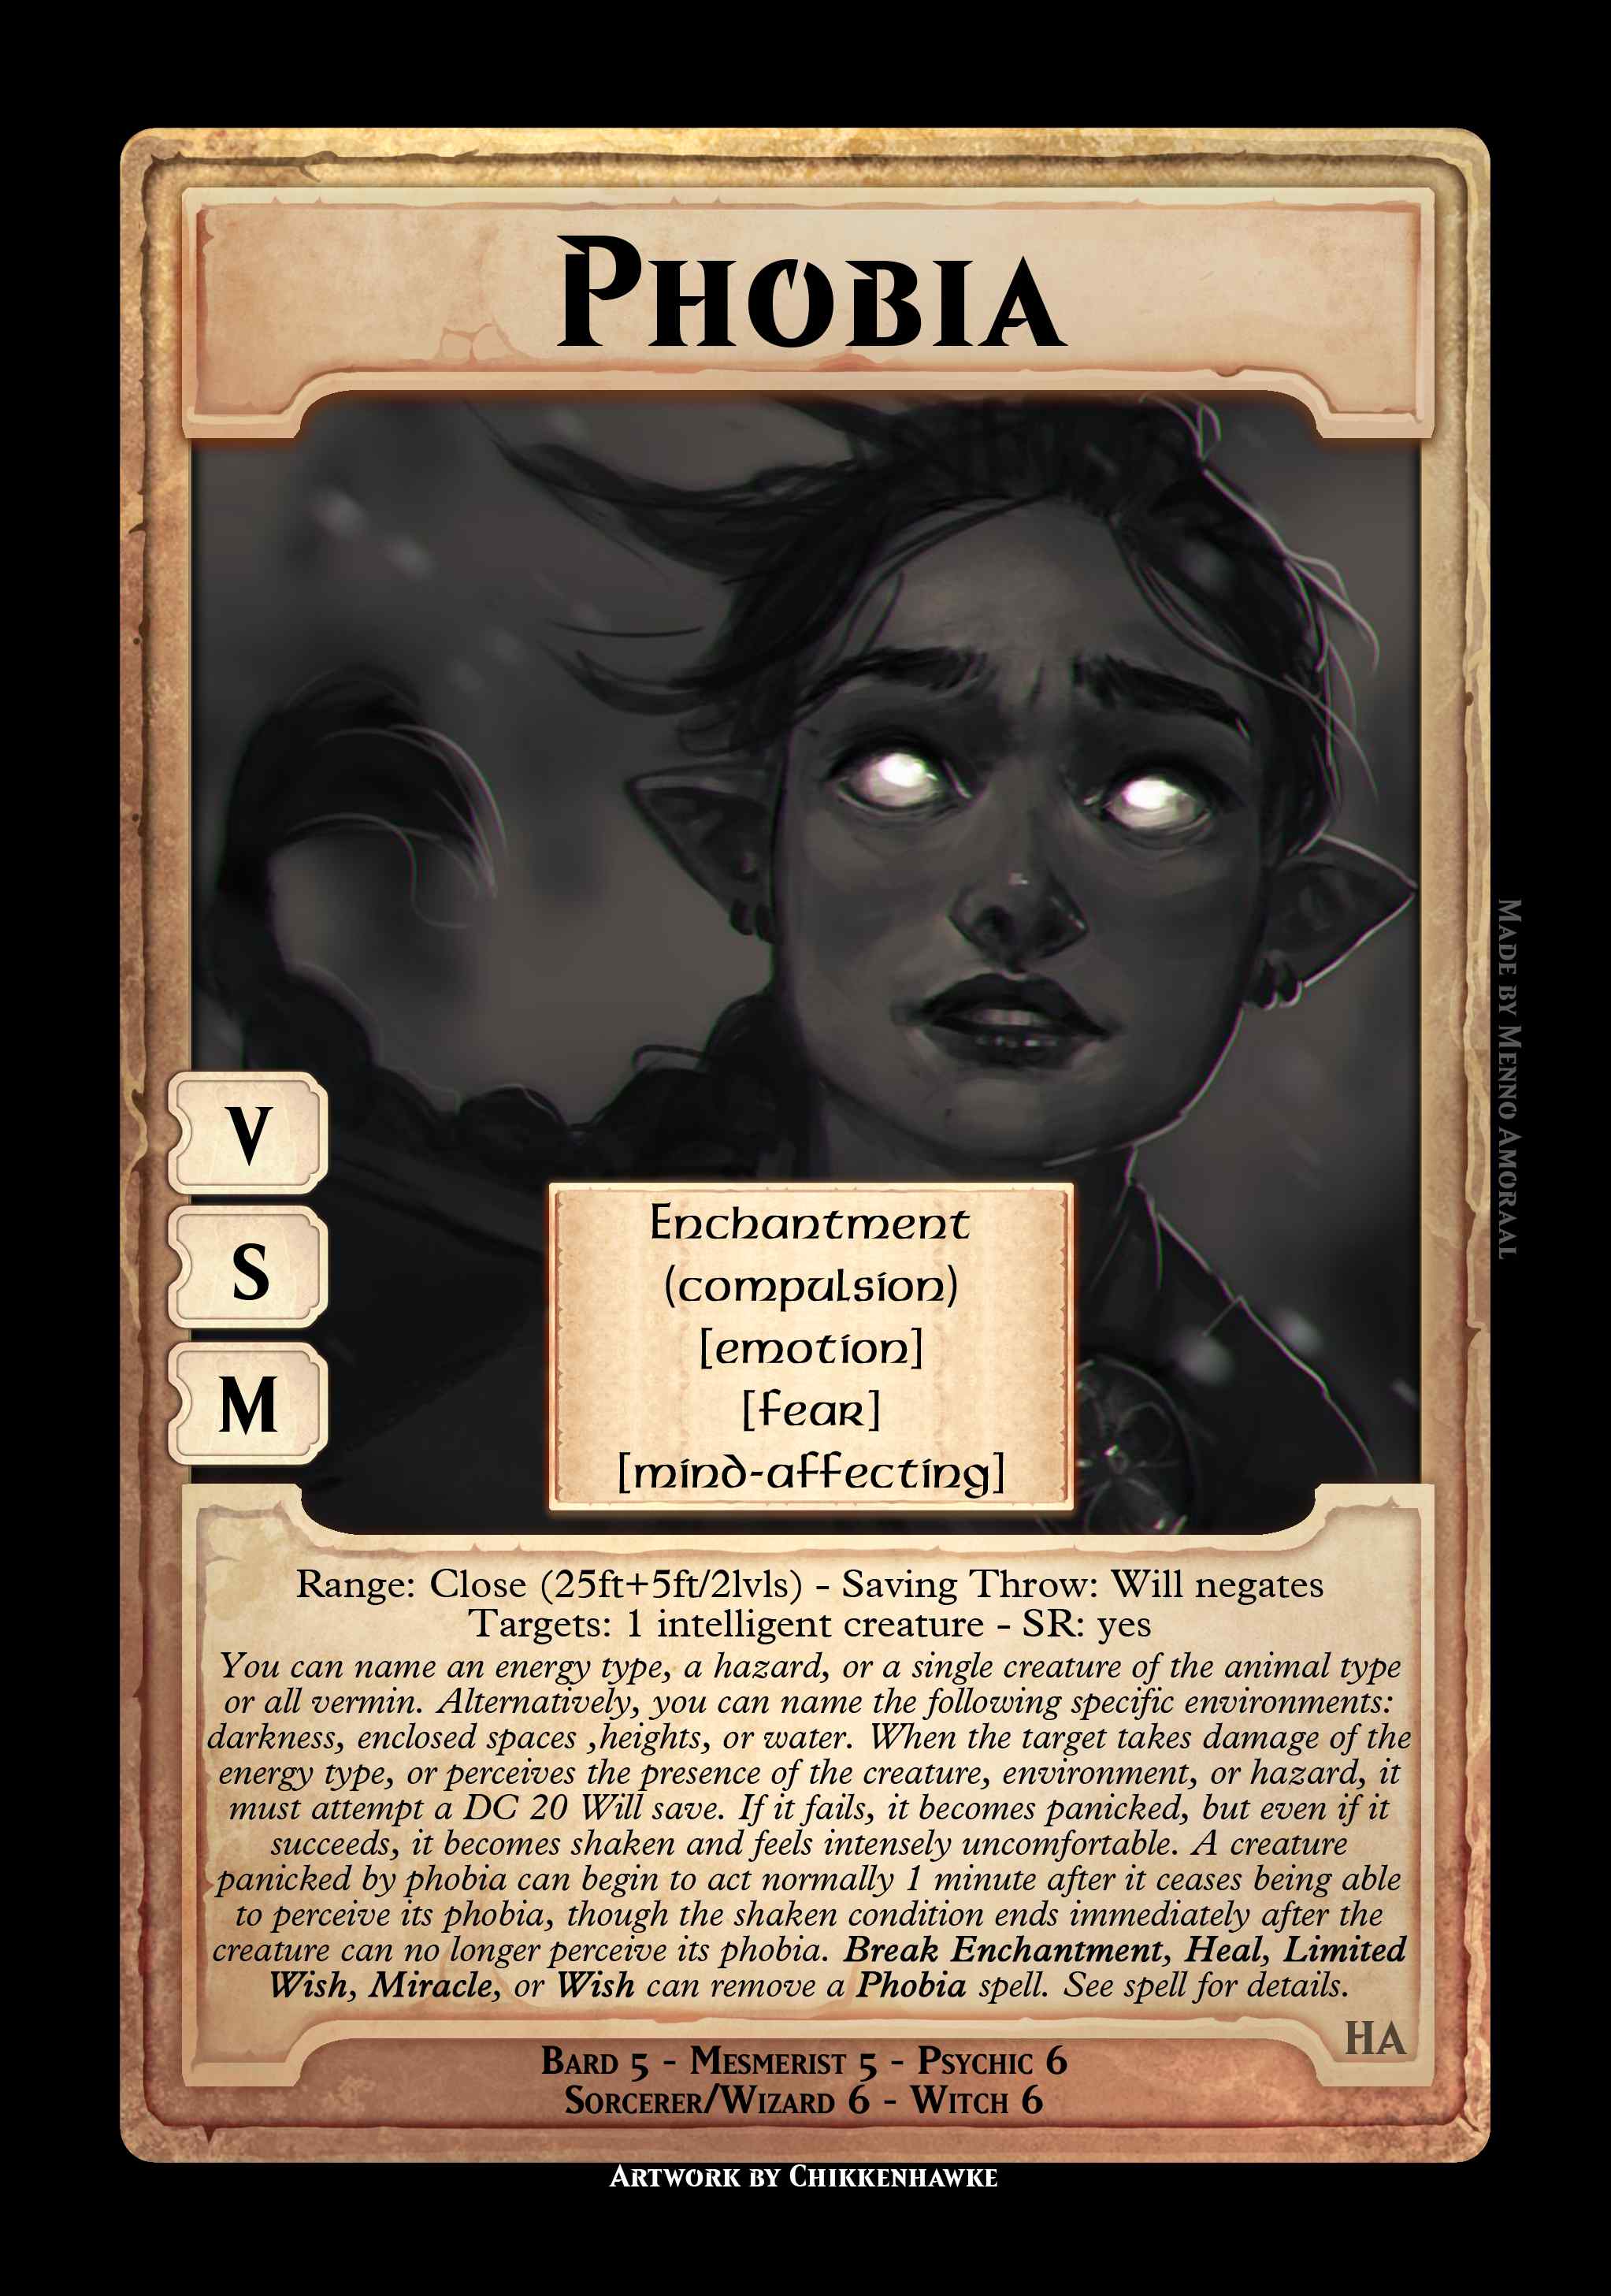 Phobia
V
S
M
Enchantment
(compulsion)
[emotion]
[fear]
[mind-affecting]
Range: Close (25ft+5ft/2lvls) - Saving Throw: Will negates
Targets: 1 intelligent creature - SR: yes
You can name an energy type, a hazard, or a single creature of the animal type
or all vermin. Alternatively, you can name the following specific environments:
darkness, enclosed spaces ,heights, or water. When the target takes damage of the
energy type, or perceives the presence of the creature, environment, or hazard, it
must attempt a DC 20 Will save. If it fails, it becomes panicked, but even if it
succeeds, it becomes shaken and feels intensely uncomfortable. A creature
panicked by phobia can begin to act normally 1 minute after it ceases being able
to perceive its phobia, though the shaken condition ends immediately after the
creature can no longer perceive its phobia. Break Enchantment, Heal, Limited
Wish, Miracle, or Wish can remove a Phobia spell. See spell for details.
HA
Bard 5 - Mesmerist 5 - Psychic 6
Sorcerer/Wizard 6 - Witch 6
Artwork by Chikkenhawke
Made by Menno Amoraal